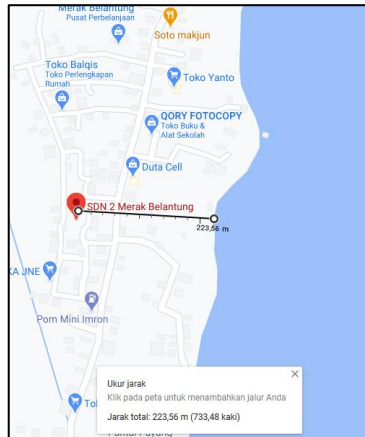 Merak Belantung
Pusat Perbelanjaan
Soto makjun
Toko Balqis
Toko Perlengkapan
Rumah
Toko Yanto
QORY FOTOCOPY
Toko Buku &
Alat Sekolah
Duta Cell
SDN 2 Merak Belantung
223,56 m
KA JNE
Pom Mini Imron
Ukur jarak
Klik pada peta untuk menambahkan jalur Anda
Jarak total: 223,56 m (733,48 kaki)